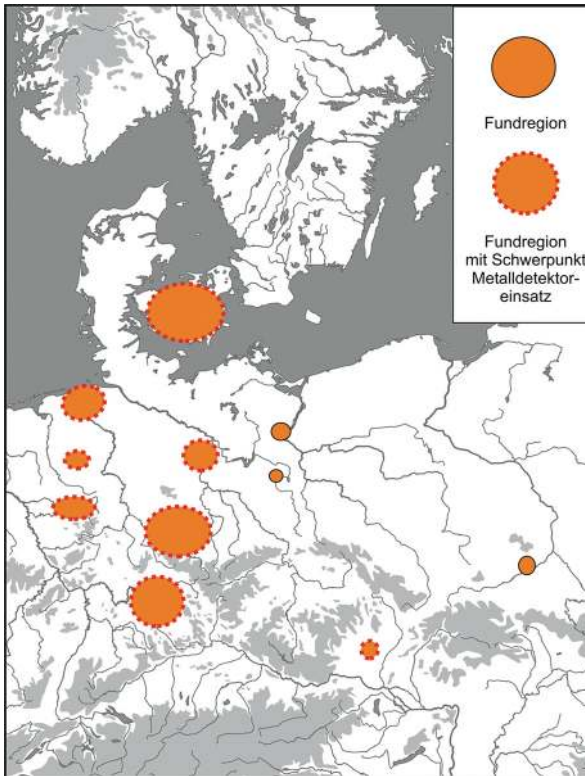 Fundregion
Fundregion
mit Schwerpunkt
Metalldetektor-
einsatz